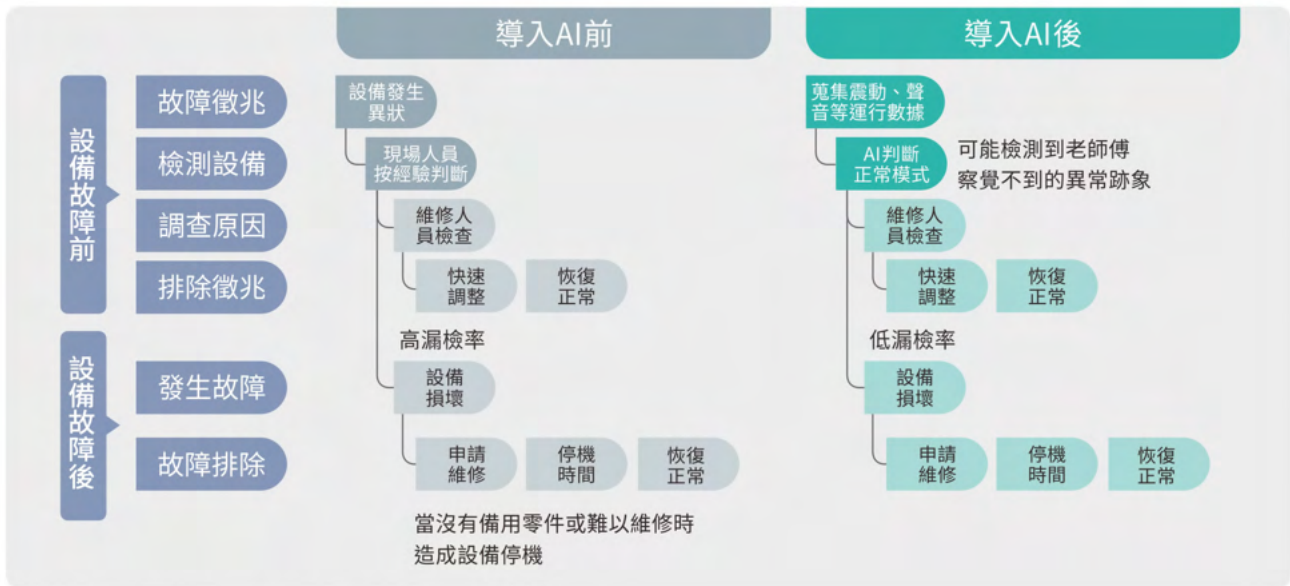 導入AI前
導入AI後
設備故障前
故障徵兆
設備發生
異狀
蒐集震動、聲
音等運行數據
檢測設備
現場人員
按經驗判斷
AI判斷
正常模式
可能檢測到老師傅
察覺不到的異常跡象
調查原因
維修人
員檢查
維修人
員檢查
排除徵兆
快速
調整
恢復
正常
快速
調整
恢復
正常
高漏檢率
低漏檢率
設備故障後
發生故障
設備
損壞
設備
損壞
故障排除
申請
維修
停機
時間
恢復
正常
申請
維修
停機
時間
恢復
正常
當沒有備用零件或難以維修時
造成設備停機